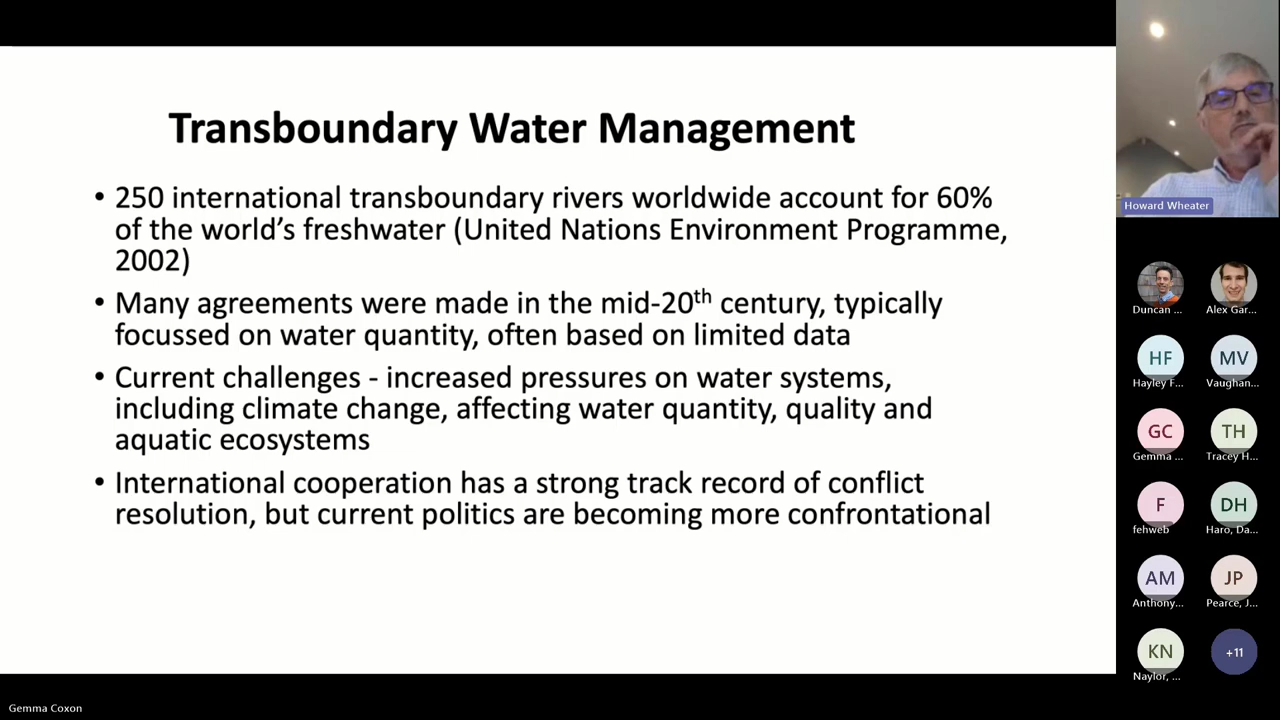 Transboundary Water Management
• 250 international transboundary rivers worldwide account for 60%
of the world's freshwater (United Nations Environment Programme,
2002)
• Many agreements were made in the mid-20th century, typically
focussed on water quantity, often based on limited data
• Current challenges - increased pressures on water systems,
including climate change, affecting water quantity, quality and
aquatic ecosystems
• International cooperation has a strong track record of conflict
resolution, but current politics are becoming more confrontational
Howard Wheater
Duncan ...
Alex Gar...
HF
Hayley F...
MV
Vaughan...
GC
Gemma ...
TH
Tracey H...
F
fehweb
DH
Haro, Da...
AM
Anthony...
JP
Pearce, J...
KN
Naylor, ...
+11
Gemma Coxon